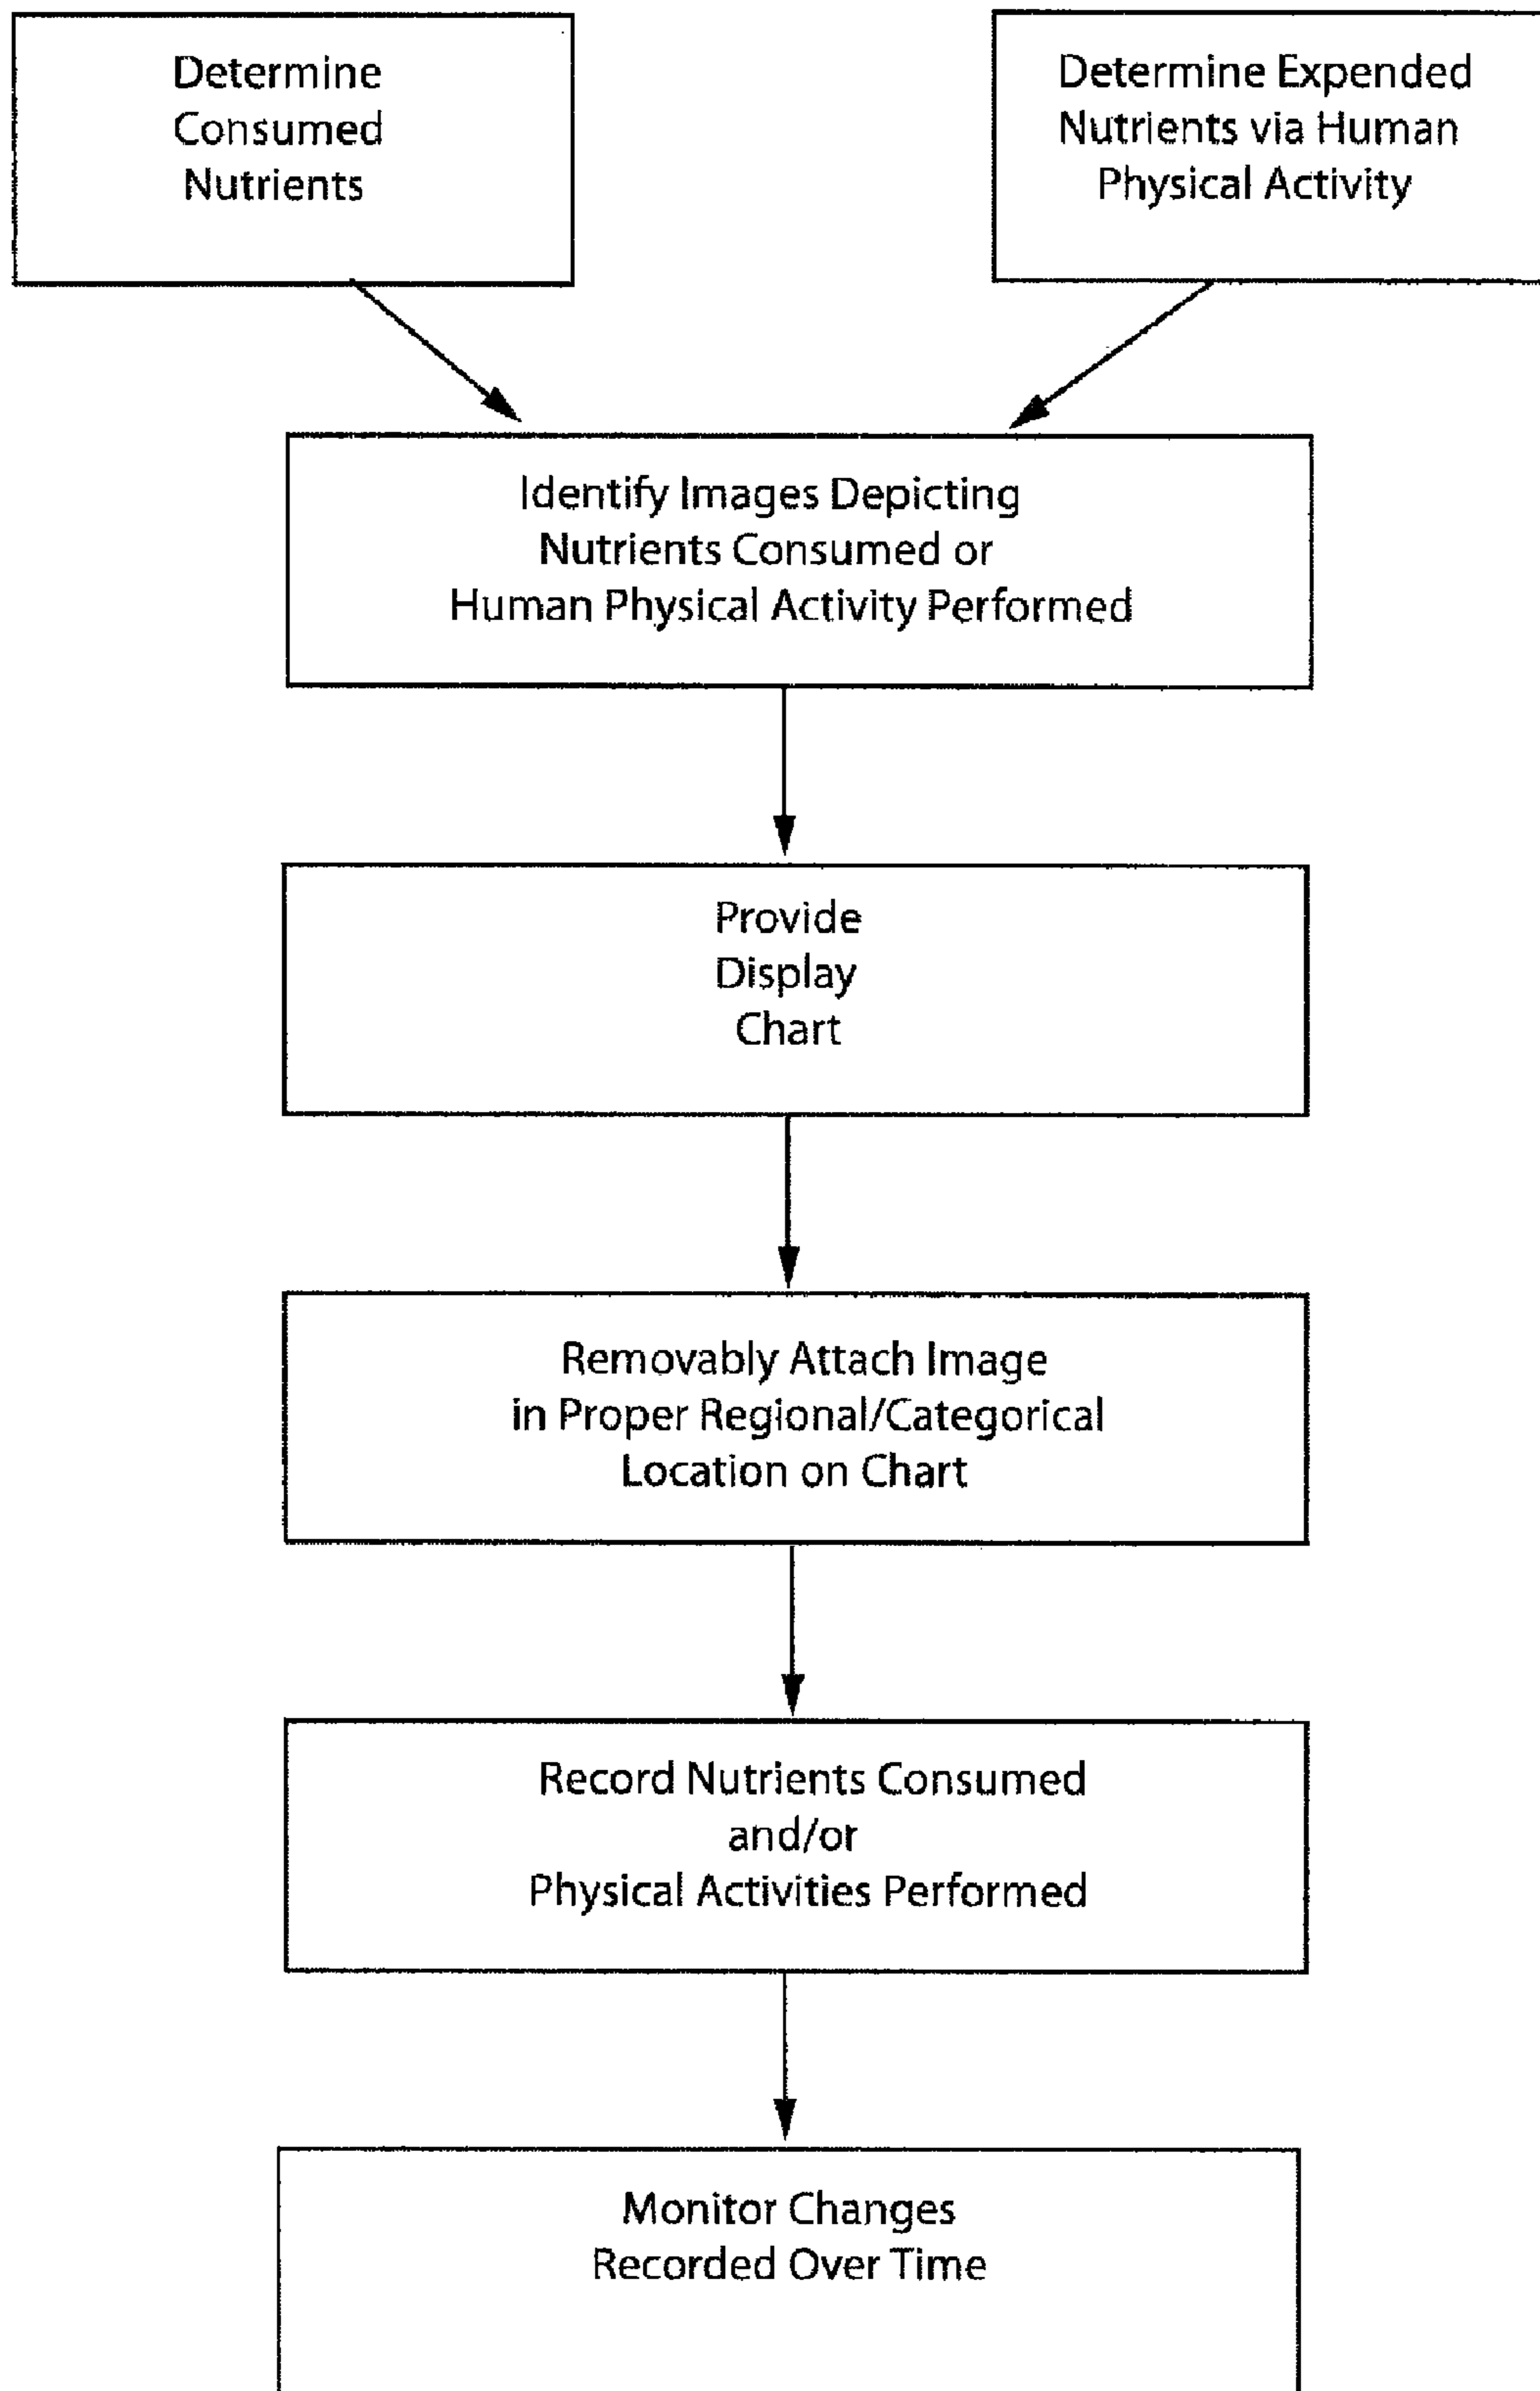 Determine
Consumed
Nutrients
Determine Expended
Nutrients via Human
Physical Activity
Identify Images Depicting
Nutrients Consumed or
Human Physical Activity Performed
Provide
Display
Chart
Removably Attach Image
in Proper Regional/Categorical
Location on Chart
Record Nutrients Consumed
and/or
Physical Activities Performed
Monitor Changes
Recorded Over Time